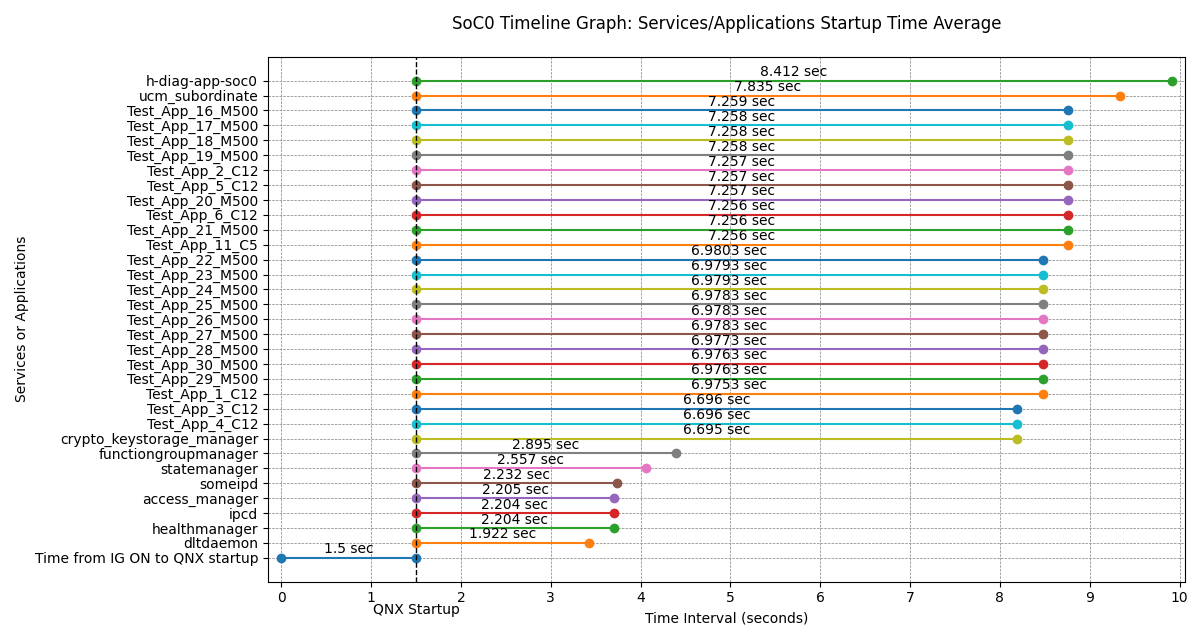 SoC0 Timeline Graph: Services/Applications Startup Time Average
Services or Applications
h-diag-app-soc0 8.412 sec
ucm_subordinate 7.835 sec
Test_App_16_M500 7.259 sec
Test_App_17_M500 7.258 sec
Test_App_18_M500 7.258 sec
Test_App_19_M500 7.258 sec
Test_App_2_C12 7.257 sec
Test_App_5_C12 7.257 sec
Test_App_20_M500 7.257 sec
Test_App_6_C12 7.256 sec
Test_App_21_M500 7.256 sec
Test_App_11_C5 7.256 sec
Test_App_22_M500 6.9803 sec
Test_App_23_M500 6.9793 sec
Test_App_24_M500 6.9793 sec
Test_App_25_M500 6.9783 sec
Test_App_26_M500 6.9783 sec
Test_App_27_M500 6.9783 sec
Test_App_28_M500 6.9773 sec
Test_App_30_M500 6.9763 sec
Test_App_29_M500 6.9763 sec
Test_App_1_C12 6.9753 sec
Test_App_3_C12 6.696 sec
Test_App_4_C12 6.696 sec
crypto_keystorage_manager 6.695 sec
functiongroupmanager 2.895 sec
statemanager 2.557 sec
someipd 2.232 sec
access_manager 2.205 sec
ipcd 2.204 sec
healthmanager 2.204 sec
dltdaemon 1.922 sec
Time from IG ON to QNX startup 1.5 sec
0 1 2 3 4 5 6 7 8 9 10
QNX Startup
Time Interval (seconds)